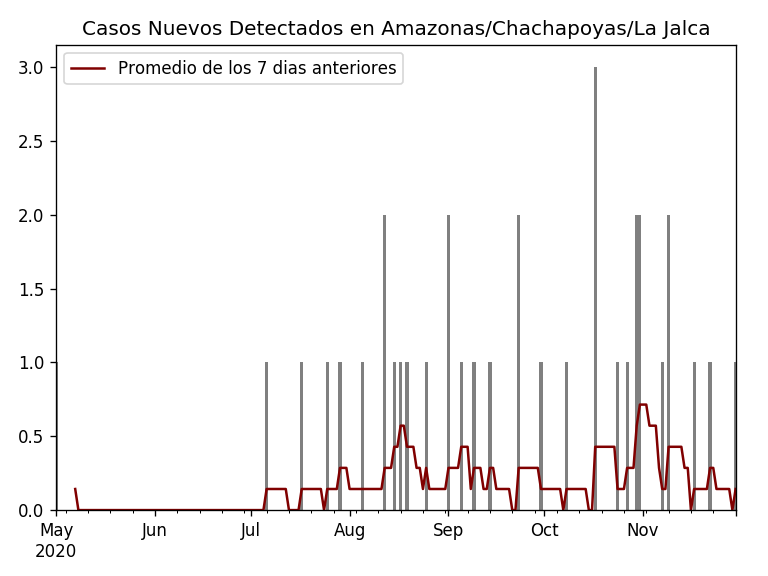 Casos Nuevos Detectados en Amazonas/Chachapoyas/La Jalca
Promedio de los 7 dias anteriores
3.0
2.5
2.0
1.5
1.0
0.5
0.0
May Jun Jul Aug Sep Oct Nov
2020